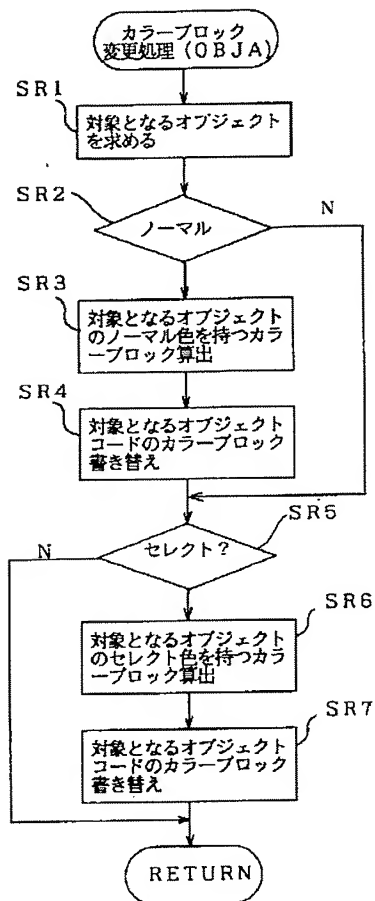 カラーブロック
変更処理(OBJA)
SR1
対象となるオブジェクト
を求める
SR2
ノーマル
N
SR3
対象となるオブジェクト
のノーマル色を持つカラ
ーブロック算出
SR4
対象となるオブジェクト
コードのカラーブロック
書き替え
SR5
セレクト?
N
SR6
対象となるオブジェクト
のセレクト色を持つカラ
ーブロック算出
SR7
対象となるオブジェクト
コードのカラーブロック
書き替え
RETURN